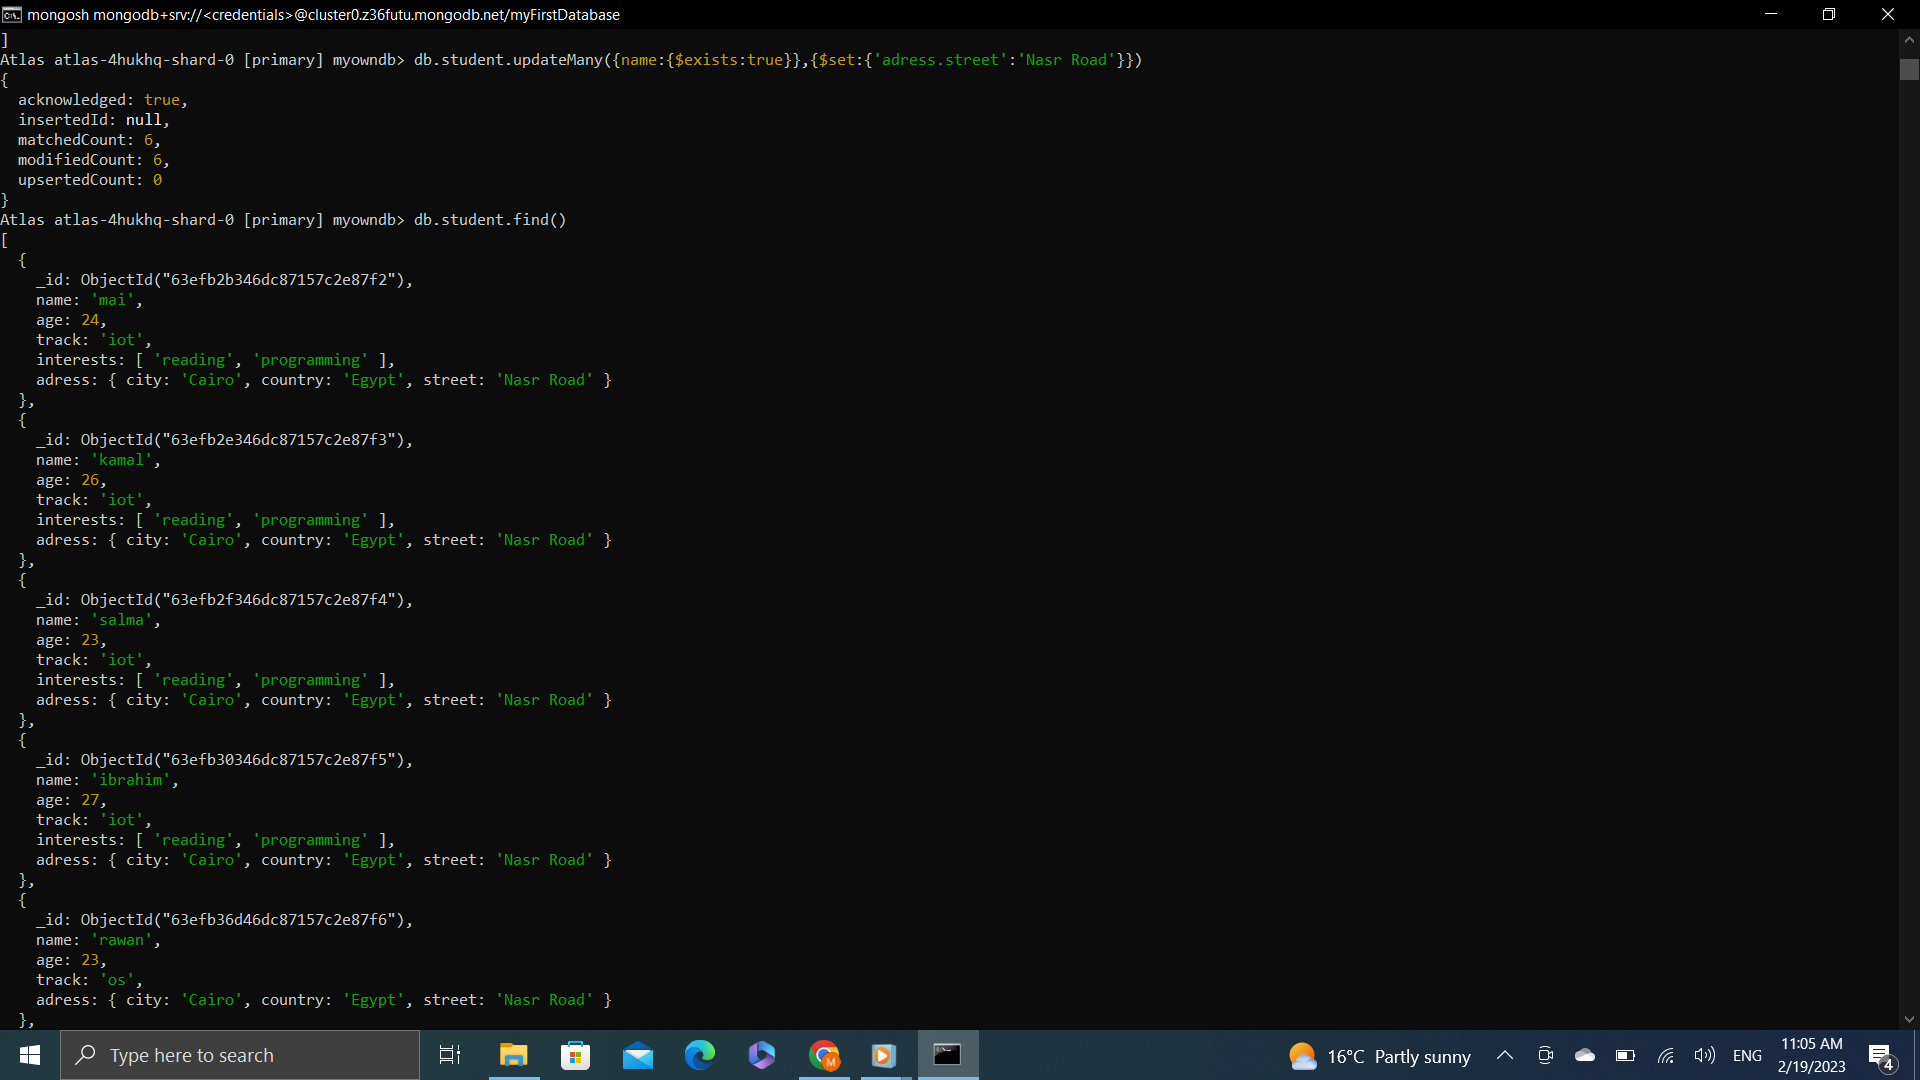 mongosh mongodb+srv://<credentials>@cluster0.z36futu.mongodb.net/myFirstDatabase
]
Atlas atlas-4hukhq-shard-0 [primary] myowndb> db.student.updateMany({name:{$exists:true}},{$set:{'adress.street':'Nasr Road'}})
{
  acknowledged: true,
  insertedId: null,
  matchedCount: 6,
  modifiedCount: 6,
  upsertedCount: 0
}
Atlas atlas-4hukhq-shard-0 [primary] myowndb> db.student.find()
[
  {
    _id: ObjectId("63efb2b346dc87157c2e87f2"),
    name: 'mai',
    age: 24,
    track: 'iot',
    interests: [ 'reading', 'programming' ],
    adress: { city: 'Cairo', country: 'Egypt', street: 'Nasr Road' }
  },
  {
    _id: ObjectId("63efb2e346dc87157c2e87f3"),
    name: 'kamal',
    age: 26,
    track: 'iot',
    interests: [ 'reading', 'programming' ],
    adress: { city: 'Cairo', country: 'Egypt', street: 'Nasr Road' }
  },
  {
    _id: ObjectId("63efb2f346dc87157c2e87f4"),
    name: 'salma',
    age: 23,
    track: 'iot',
    interests: [ 'reading', 'programming' ],
    adress: { city: 'Cairo', country: 'Egypt', street: 'Nasr Road' }
  },
  {
    _id: ObjectId("63efb30346dc87157c2e87f5"),
    name: 'ibrahim',
    age: 27,
    track: 'iot',
    interests: [ 'reading', 'programming' ],
    adress: { city: 'Cairo', country: 'Egypt', street: 'Nasr Road' }
  },
  {
    _id: ObjectId("63efb36d46dc87157c2e87f6"),
    name: 'rawan',
    age: 23,
    track: 'os',
    adress: { city: 'Cairo', country: 'Egypt', street: 'Nasr Road' }
  },
Type here to search
M
16°C Partly sunny
ENG
11:05 AM
2/19/2023
4